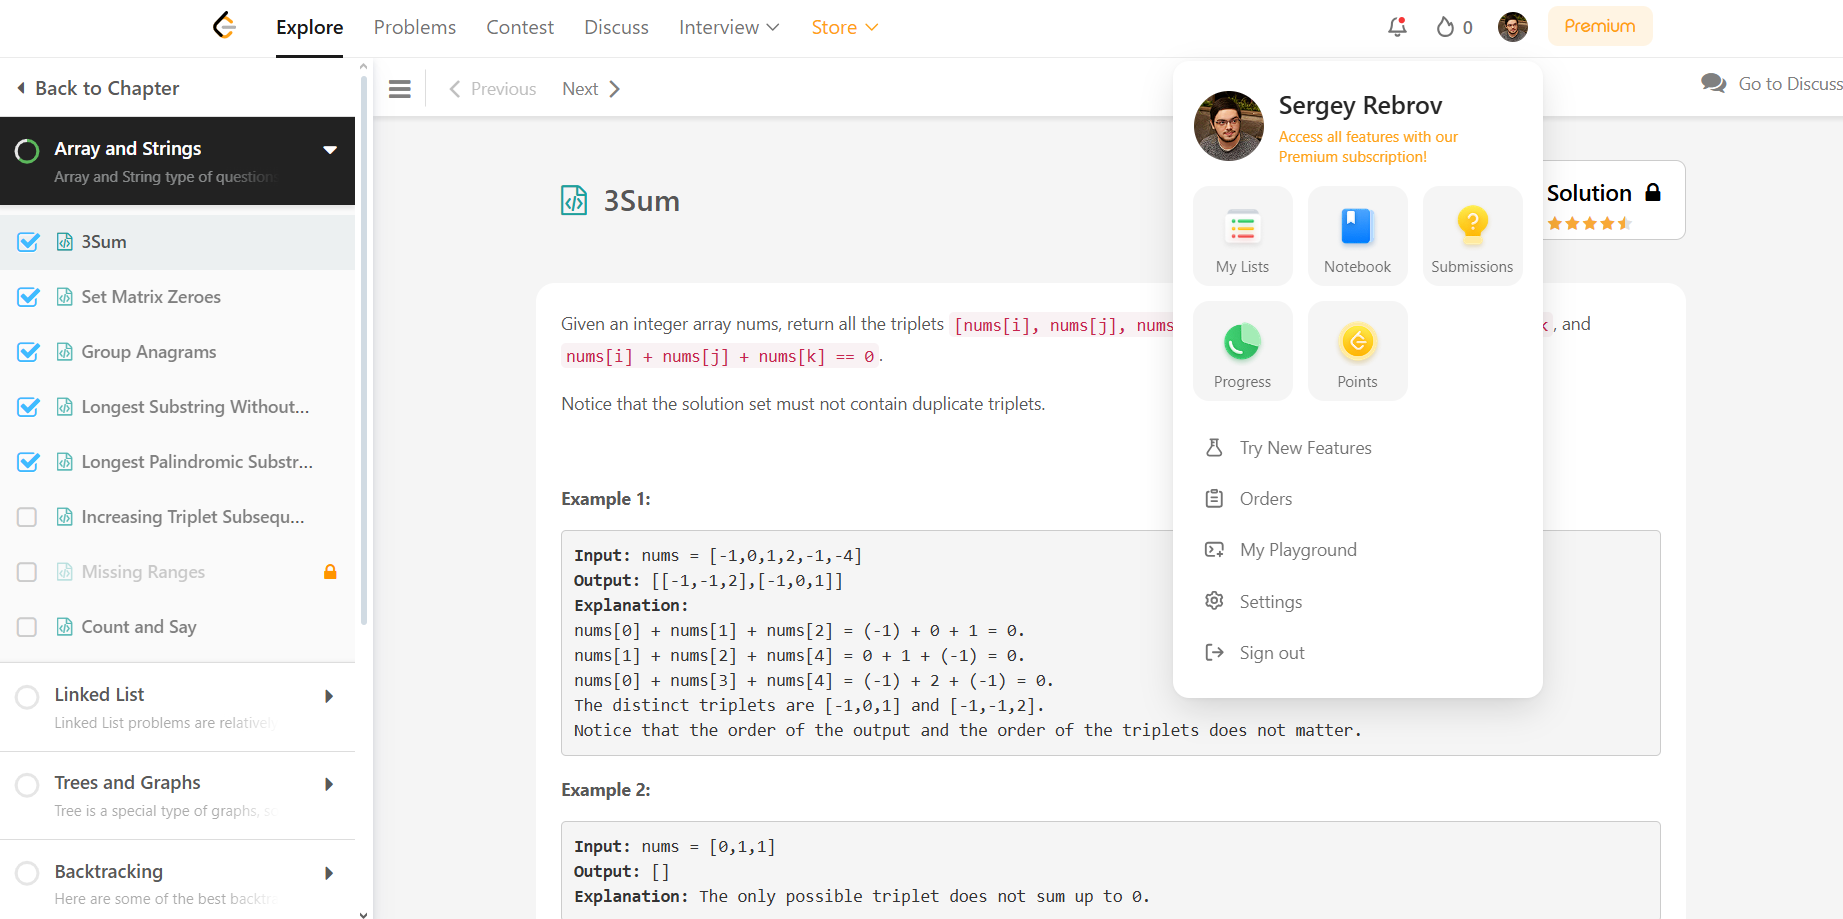 Explore
Problems
Contest
Discuss
Interview
Store
0
Premium
Back to Chapter
Previous
Next
Go to Discuss
Array and Strings
Array and String type of question
3Sum
Set Matrix Zeroes
Group Anagrams
Longest Substring Without...
Longest Palindromic Substr...
Increasing Triplet Subsequ...
Missing Ranges
Count and Say
Linked List
Linked List problems are relatively
Trees and Graphs
Tree is a special type of graphs, so
Backtracking
Here are some of the best backtra
3Sum
Solution
Given an integer array nums, return all the triplets [nums[i], nums[j], nums k, and
nums[i] + nums[j] + nums[k] == 0.
Notice that the solution set must not contain duplicate triplets.
Example 1:
Input: nums = [-1,0,1,2,-1,-4]
Output: [[-1,-1,2],[-1,0,1]]
Explanation:
nums[0] + nums[1] + nums[2] = (-1) + 0 + 1 = 0.
nums[1] + nums[2] + nums[4] = 0 + 1 + (-1) = 0.
nums[0] + nums[3] + nums[4] = (-1) + 2 + (-1) = 0.
The distinct triplets are [-1,0,1] and [-1,-1,2].
Notice that the order of the output and the order of the triplets does not matter.
Example 2:
Input: nums = [0,1,1]
Output: []
Explanation: The only possible triplet does not sum up to 0.
Sergey Rebrov
Access all features with our
Premium subscription!
My Lists
Notebook
Submissions
Progress
Points
Try New Features
Orders
My Playground
Settings
Sign out